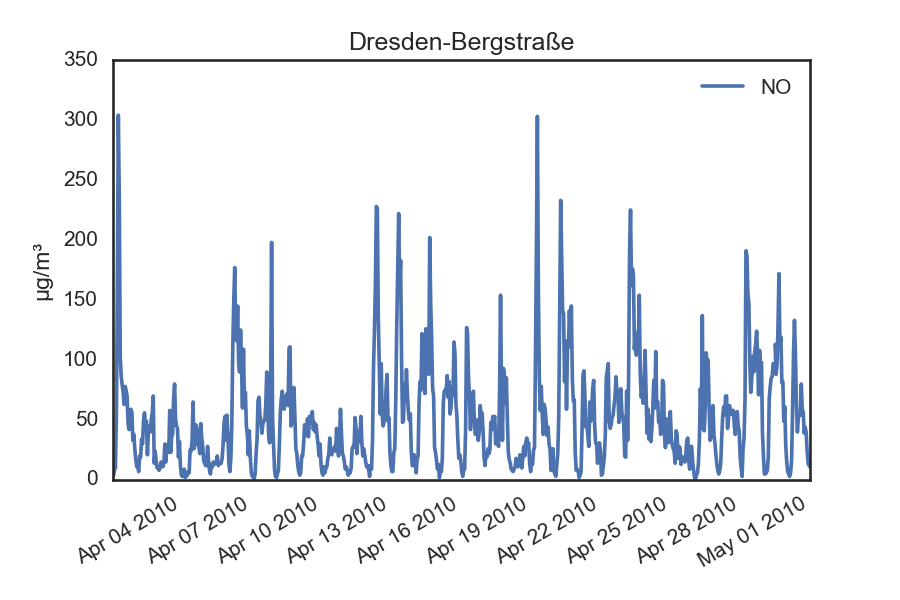 Dresden-Bergstraße
NO
µg/m³
350
300
250
200
150
100
50
0
Apr 04 2010
Apr 07 2010
Apr 10 2010
Apr 13 2010
Apr 16 2010
Apr 19 2010
Apr 22 2010
Apr 25 2010
Apr 28 2010
May 01 2010